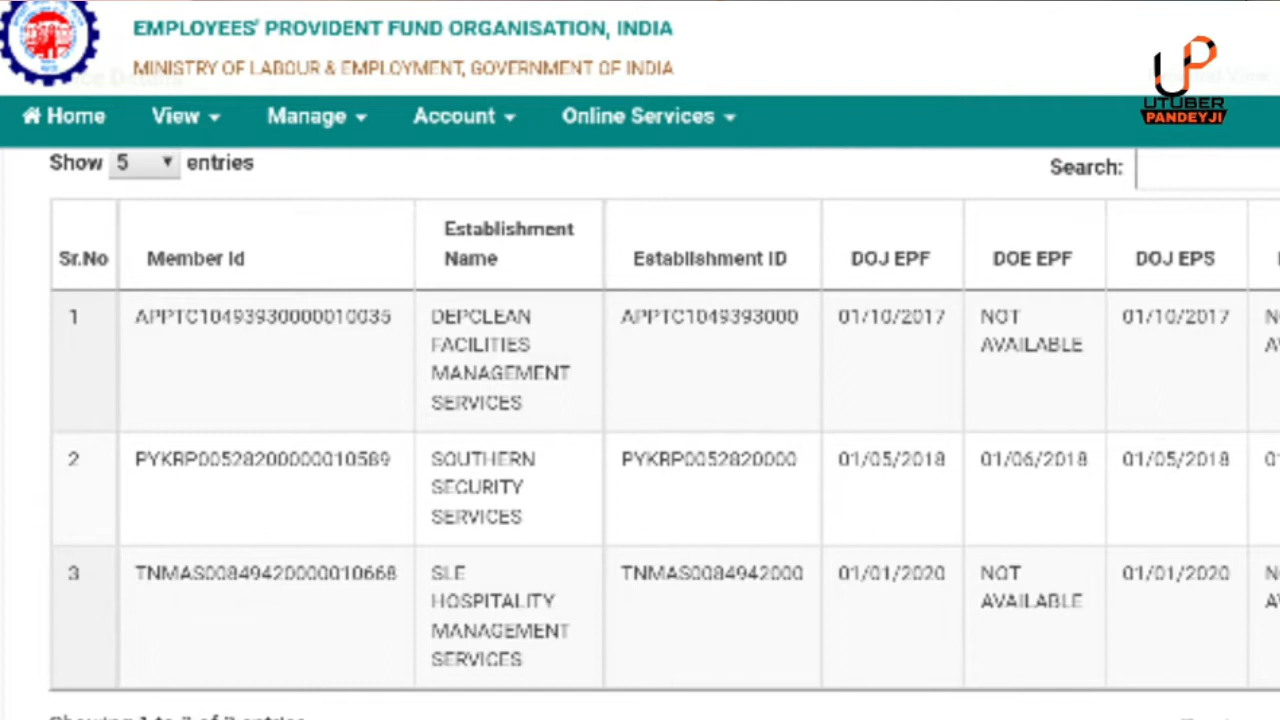 EMPLOYEES' PROVIDENT FUND ORGANISATION, INDIA
MINISTRY OF LABOUR & EMPLOYMENT, GOVERNMENT OF INDIA
UP
UTUBER
PANDEYJI
Home View Manage Account Online Services
Show 5 entries
Search:
Sr.No Member Id Establishment Name Establishment ID DOJ EPF DOE EPF DOJ EPS
1 APPTC10493930000010035 DEPCLEAN APPTC1049393000 01/10/2017 NOT 01/10/2017
FACILITIES AVAILABLE
MANAGEMENT
SERVICES
2 PYKRP00528200000010589 SOUTHERN PYKRP0052820000 01/05/2018 01/06/2018 01/05/2018
SECURITY
SERVICES
3 TNMAS00849420000010668 SLE TNMAS0084942000 01/01/2020 NOT 01/01/2020
HOSPITALITY AVAILABLE
MANAGEMENT
SERVICES